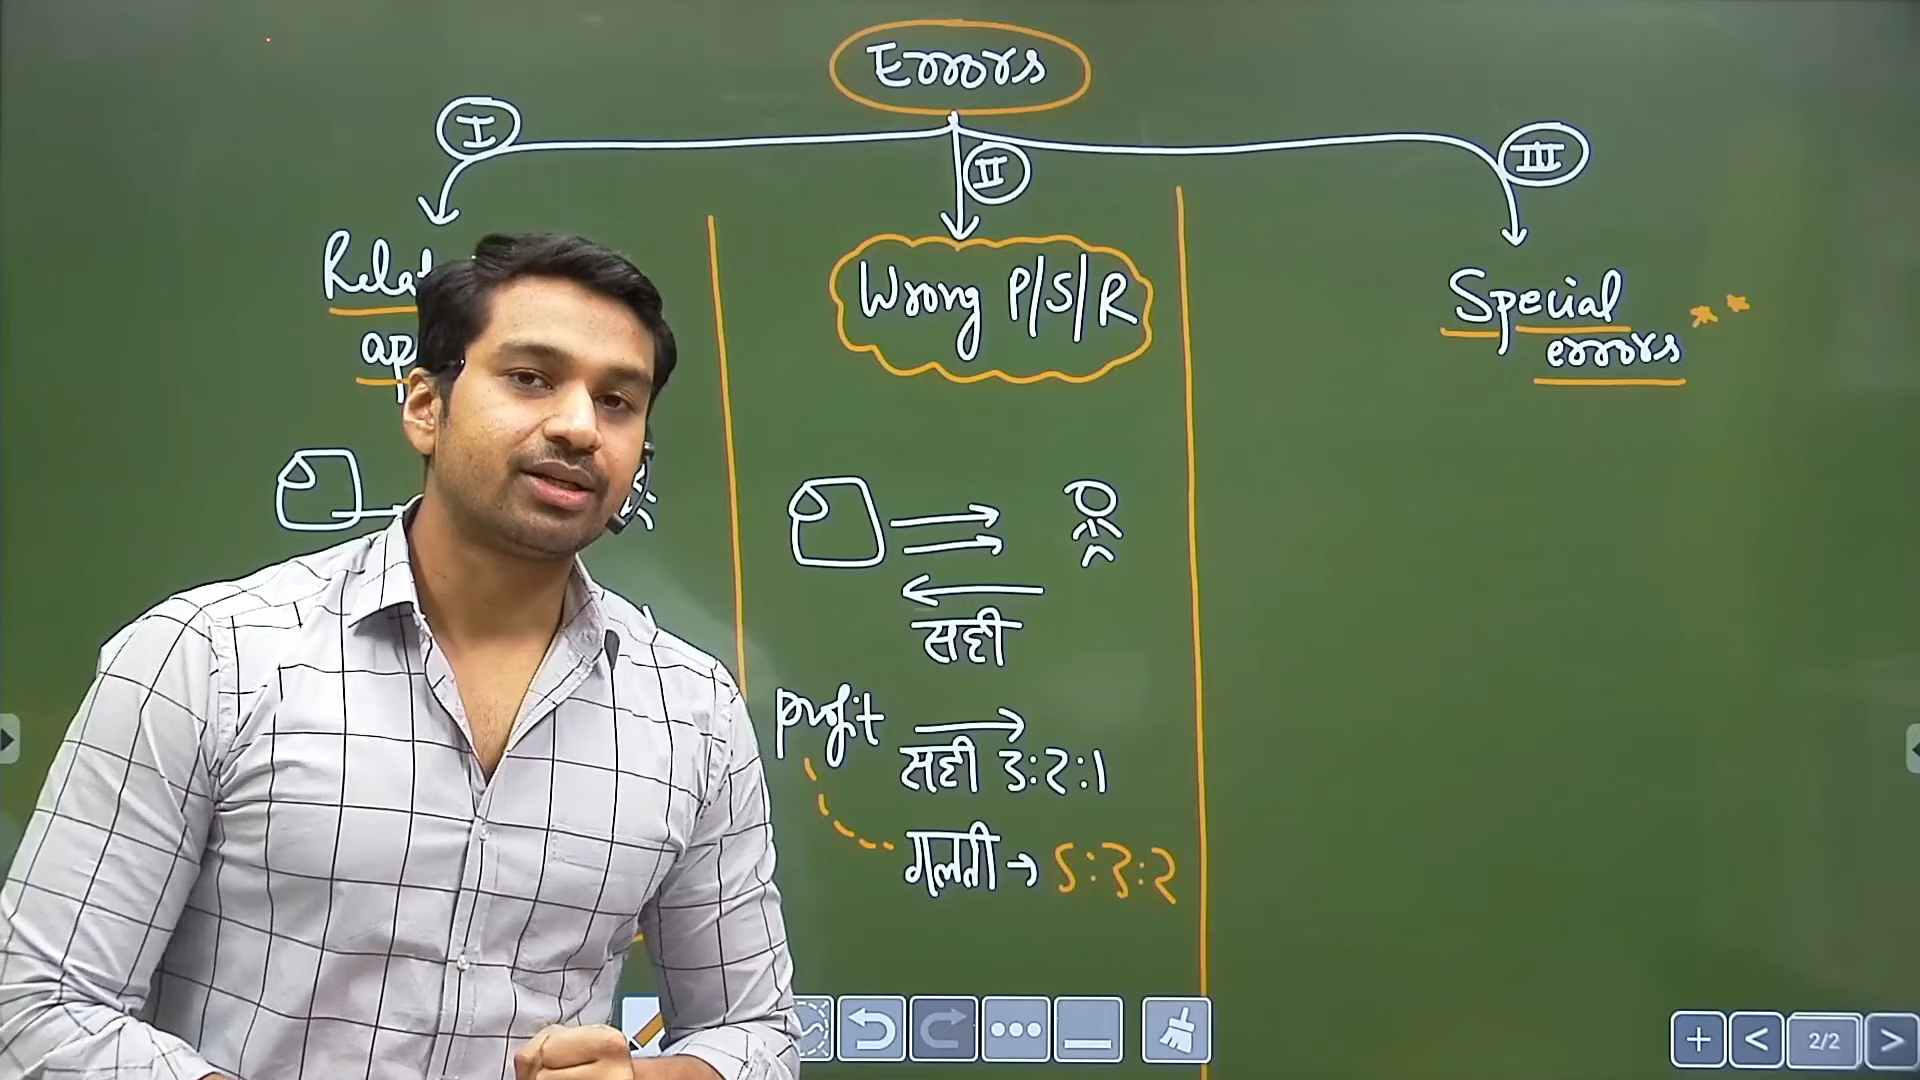 Errors
I
II
III
Wrong P/S/R
Special
errors
सही
profit
सही 3:2:1
गलती → 5:3:2
2/2